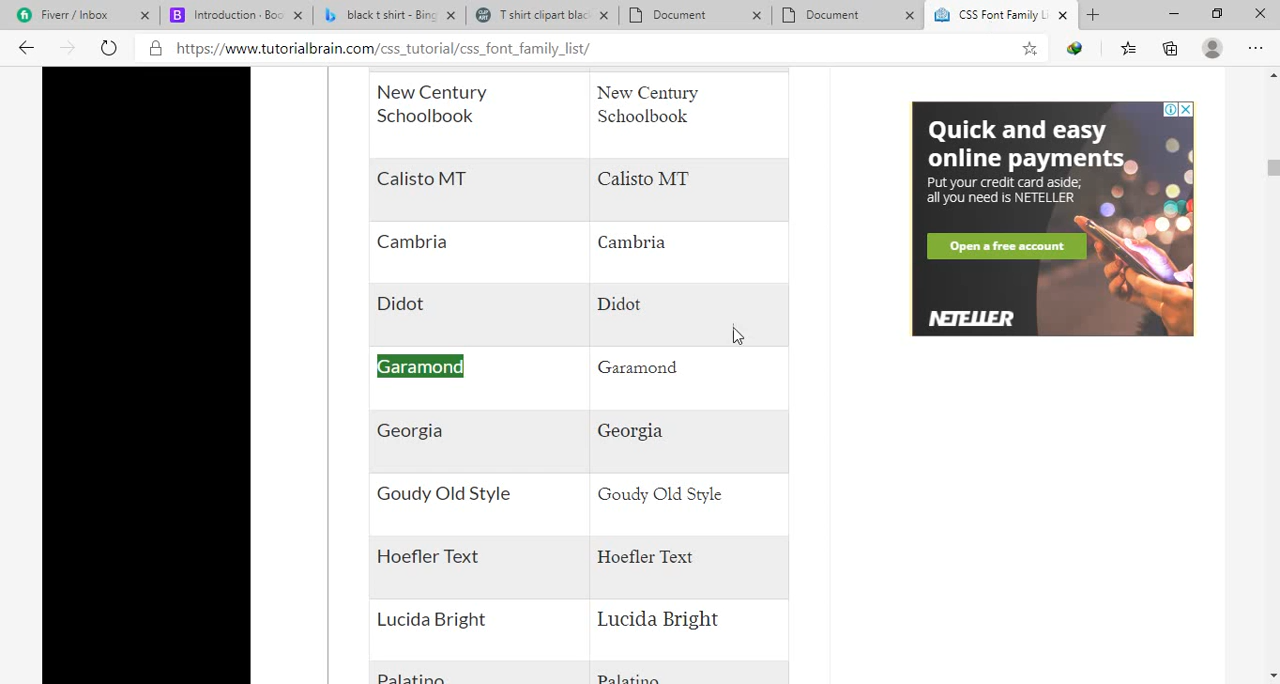 Fiverr / Inbox
Introduction · Boo
black t shirt - Bing
T shirt clipart blac
Document
Document
CSS Font Family Li
https://www.tutorialbrain.com/css_tutorial/css_font_family_list/
New Century New Century
Schoolbook Schoolbook
Calisto MT Calisto MT
Cambria Cambria
Didot Didot
Garamond Garamond
Georgia Georgia
Goudy Old Style Goudy Old Style
Hoefler Text Hoefler Text
Lucida Bright Lucida Bright
Palatino Palatino
Quick and easy
online payments
Put your credit card aside;
all you need is NETELLER
Open a free account
NETELLER